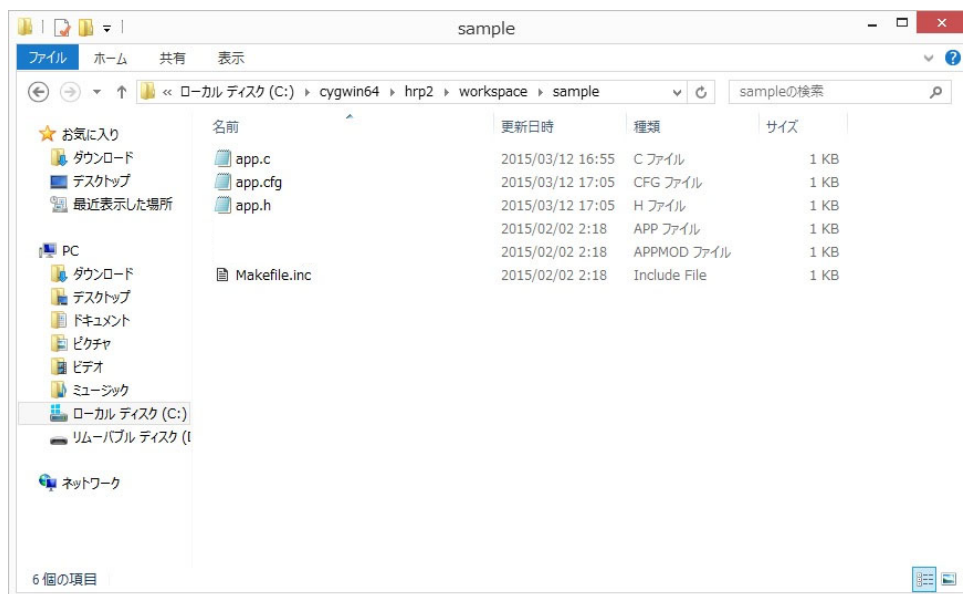 sample
ファイル ホーム 共有 表示
« ローカル ディスク (C:) ▸ cygwin64 ▸ hrp2 ▸ workspace ▸ sample sampleの検索
お気に入り
ダウンロード
デスクトップ
最近表示した場所
PC
ダウンロード
デスクトップ
ドキュメント
ピクチャ
ビデオ
ミュージック
ローカル ディスク (C:)
リムーバブル ディスク (
ネットワーク
名前 更新日時 種類 サイズ
app.c 2015/03/12 16:55 C ファイル 1 KB
app.cfg 2015/03/12 17:05 CFG ファイル 1 KB
app.h 2015/03/12 17:05 H ファイル 1 KB
2015/02/02 2:18 APP ファイル 1 KB
2015/02/02 2:18 APPMOD ファイル 1 KB
Makefile.inc 2015/02/02 2:18 Include File 1 KB
6 個の項目